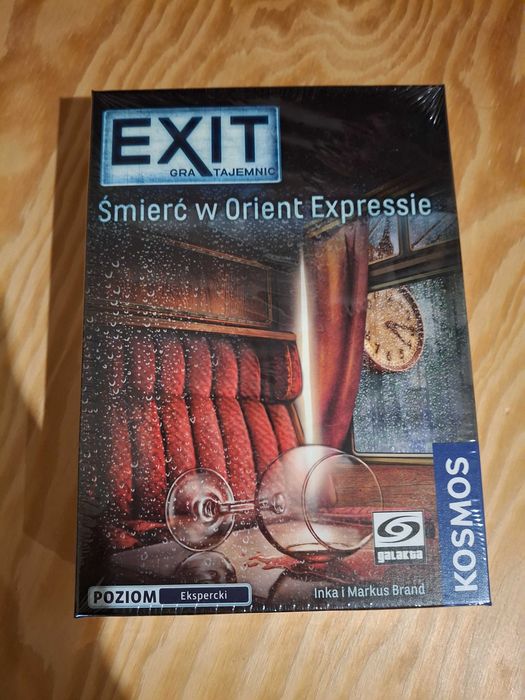 EXIT
GRA TAJEMNIC
Śmierć w Orient Expressie
galakta
KOSMOS
POZIOM Ekspercki
Inka i Markus Brand